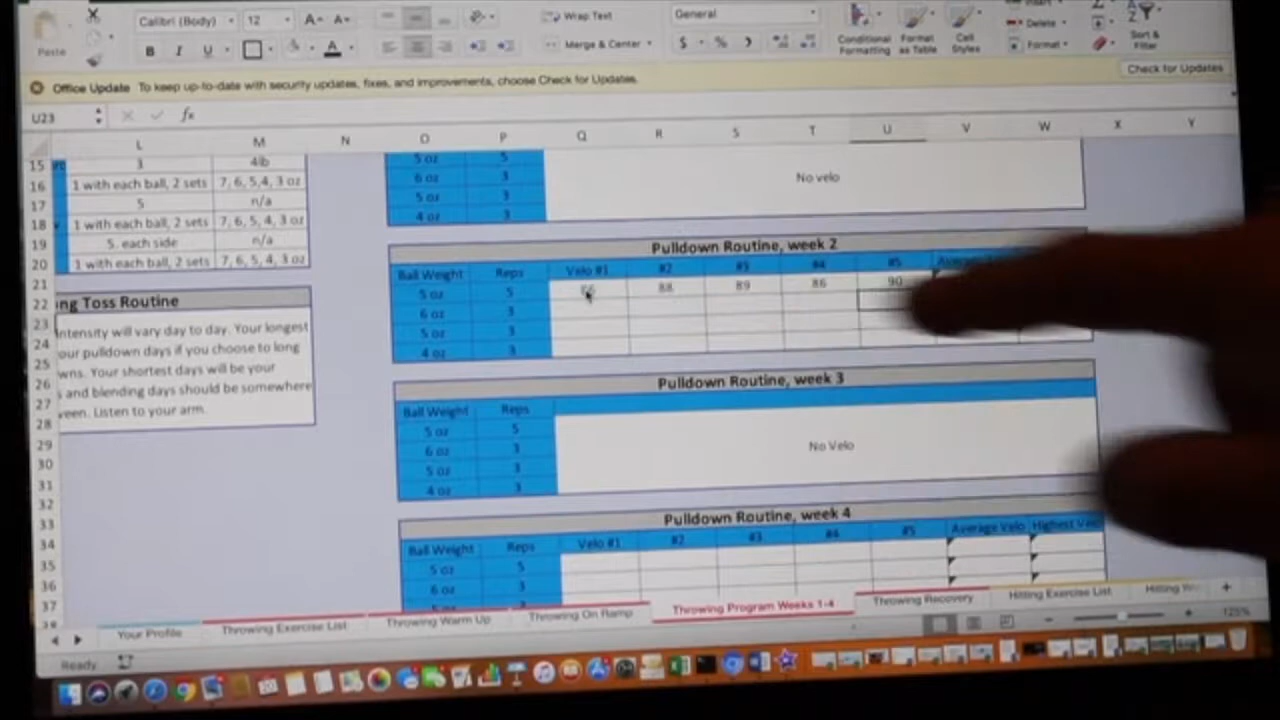 Paste
Calibri (Body) 12 A A
B I U A
Wrap Text
Merge & Center
General
$ % )
Conditional Formatting
Format as Table
Cell Styles
Delete
Format
Sort & Filter
Office Update To keep up-to-date with security updates, fixes, and improvements, choose Check for Updates.
Check for Updates
U23 fx
L M N O P Q R S T U V W X Y
15 3 4lb
16 1 with each ball, 2 sets 7, 6, 5,4, 3 oz
17 5 n/a
18 1 with each ball, 2 sets 7, 6, 5, 4, 3 oz
19 5. each side n/a
20 1 with each ball, 2 sets 7, 6, 5, 4, 3 oz
21
22 ng Toss Routine
23 ntensity will vary day to day. Your longest
24 our pulldown days if you choose to long
25 wns. Your shortest days will be your
26 s and blending days should be somewhere
27 veen. Listen to your arm.
28
29
30
31
32
33
34
35
36
37
5 oz 5
6 oz 3
5 oz 3
4 oz 3
No velo
Pulldown Routine, week 2
Ball Weight Reps Velo #1 #2 #3 #4 #5
5 oz 5 88 89 86 90
6 oz 3
5 oz 3
4 oz 3
Pulldown Routine, week 3
Ball Weight Reps
5 oz 5
6 oz 3
5 oz 3
4 oz 3
No Velo
Pulldown Routine, week 4
Ball Weight Reps Velo #1 #2 #3 #4 #5 Average Velo Highest Velo
5 oz 5
6 oz 3
Your Profile Throwing Exercise List Throwing Warm Up Throwing On Ramp Throwing Program Weeks 1-4 Throwing Recovery Hitting Exercise List Hitting +
Ready
125%